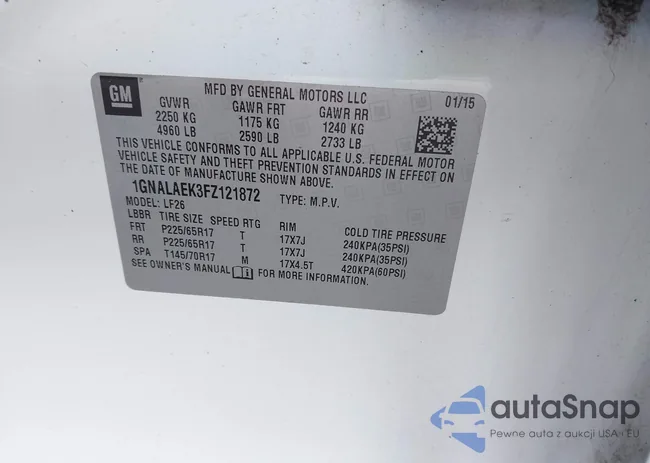 GM
MFD BY GENERAL MOTORS LLC
01/15
GVWR GAWR FRT GAWR RR
2250 KG 1175 KG 1240 KG
4960 LB 2590 LB 2733 LB
THIS VEHICLE CONFORMS TO ALL APPLICABLE U.S. FEDERAL MOTOR
VEHICLE SAFETY AND THEFT PREVENTION STANDARDS IN EFFECT ON
THE DATE OF MANUFACTURE SHOWN ABOVE.
1GNALAEK3FZ121872 TYPE: M.P.V.
MODEL: LF26
LBBR TIRE SIZE SPEED RTG RIM COLD TIRE PRESSURE
FRT P225/65R17 T 17X7J 240KPA(35PSI)
RR P225/65R17 T 17X7J 240KPA(35PSI)
SPA T145/70R17 M 17X4.5T 420KPA(60PSI)
SEE OWNER'S MANUAL FOR MORE INFORMATION.
autaSnap
Pewne auta z aukcji USA - EU